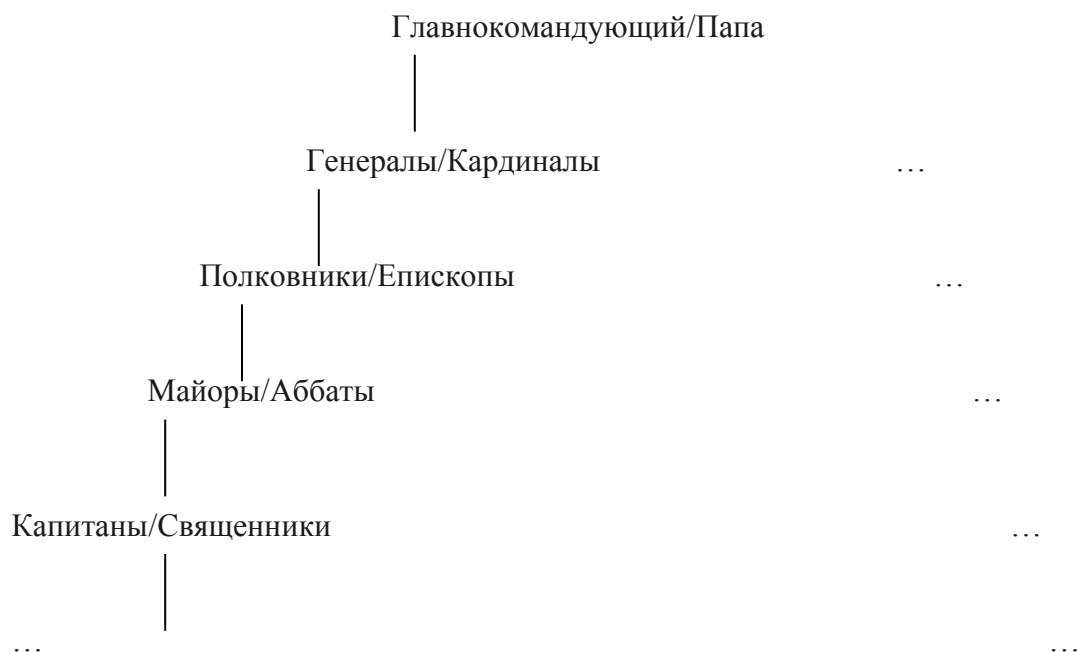 Главнокомандующий/Папа
Генералы/Кардиналы …
Полковники/Епископы …
Майоры/Аббаты …
Капитаны/Священники …
… …